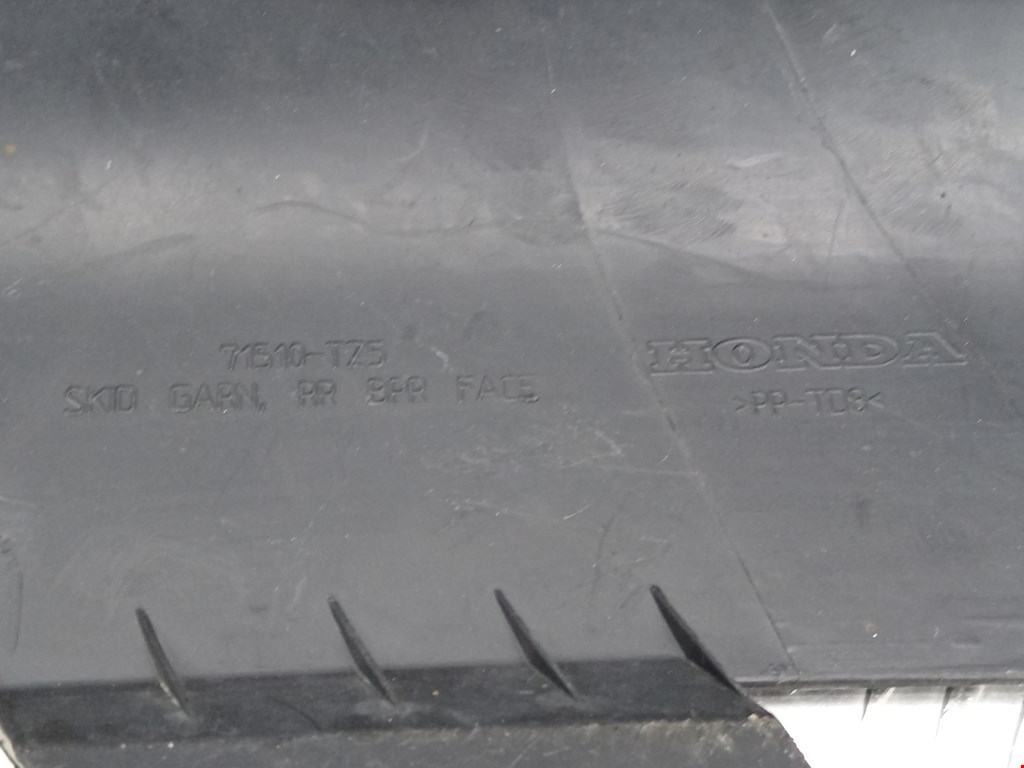 71510-TZ5
SKID GARN, RR BPR FACE
HONDA
>PP-TD8<